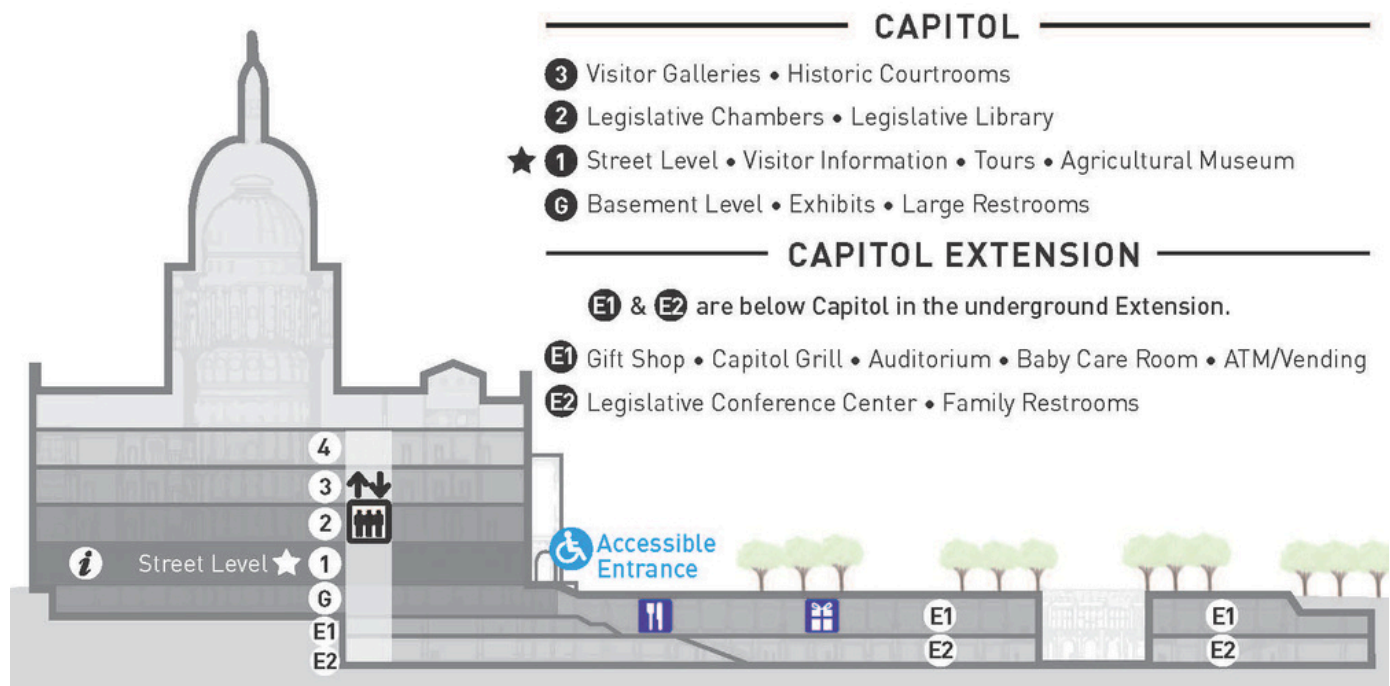 CAPITOL
3 Visitor Galleries • Historic Courtrooms
2 Legislative Chambers • Legislative Library
★ 1 Street Level • Visitor Information • Tours • Agricultural Museum
G Basement Level • Exhibits • Large Restrooms
CAPITOL EXTENSION
E1 & E2 are below Capitol in the underground Extension.
E1 Gift Shop • Capitol Grill • Auditorium • Baby Care Room • ATM/Vending
E2 Legislative Conference Center • Family Restrooms
4
3
2
i Street Level ★ 1
Accessible
Entrance
G
E1
E2
E1
E2
E1
E2